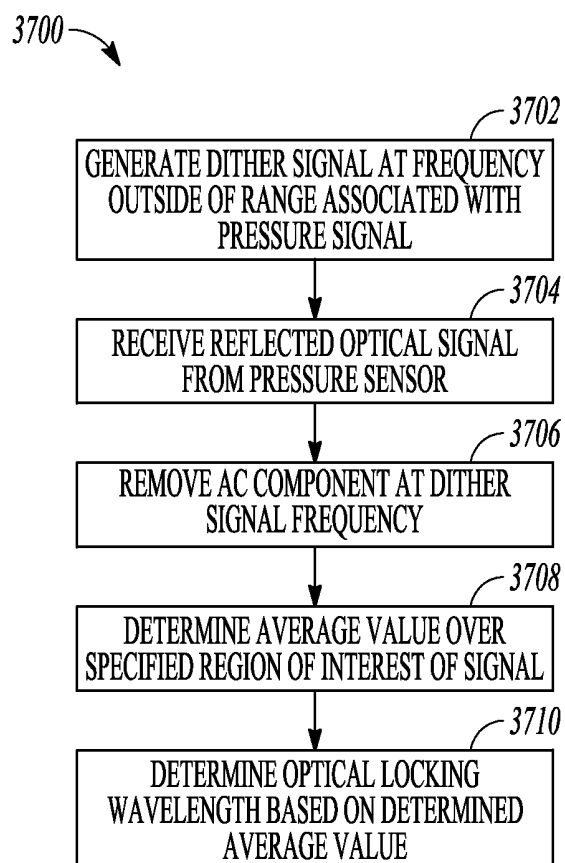 3700
3702
GENERATE DITHER SIGNAL AT FREQUENCY
OUTSIDE OF RANGE ASSOCIATED WITH
PRESSURE SIGNAL
3704
RECEIVE REFLECTED OPTICAL SIGNAL
FROM PRESSURE SENSOR
3706
REMOVE AC COMPONENT AT DITHER
SIGNAL FREQUENCY
3708
DETERMINE AVERAGE VALUE OVER
SPECIFIED REGION OF INTEREST OF SIGNAL
3710
DETERMINE OPTICAL LOCKING
WAVELENGTH BASED ON DETERMINED
AVERAGE VALUE